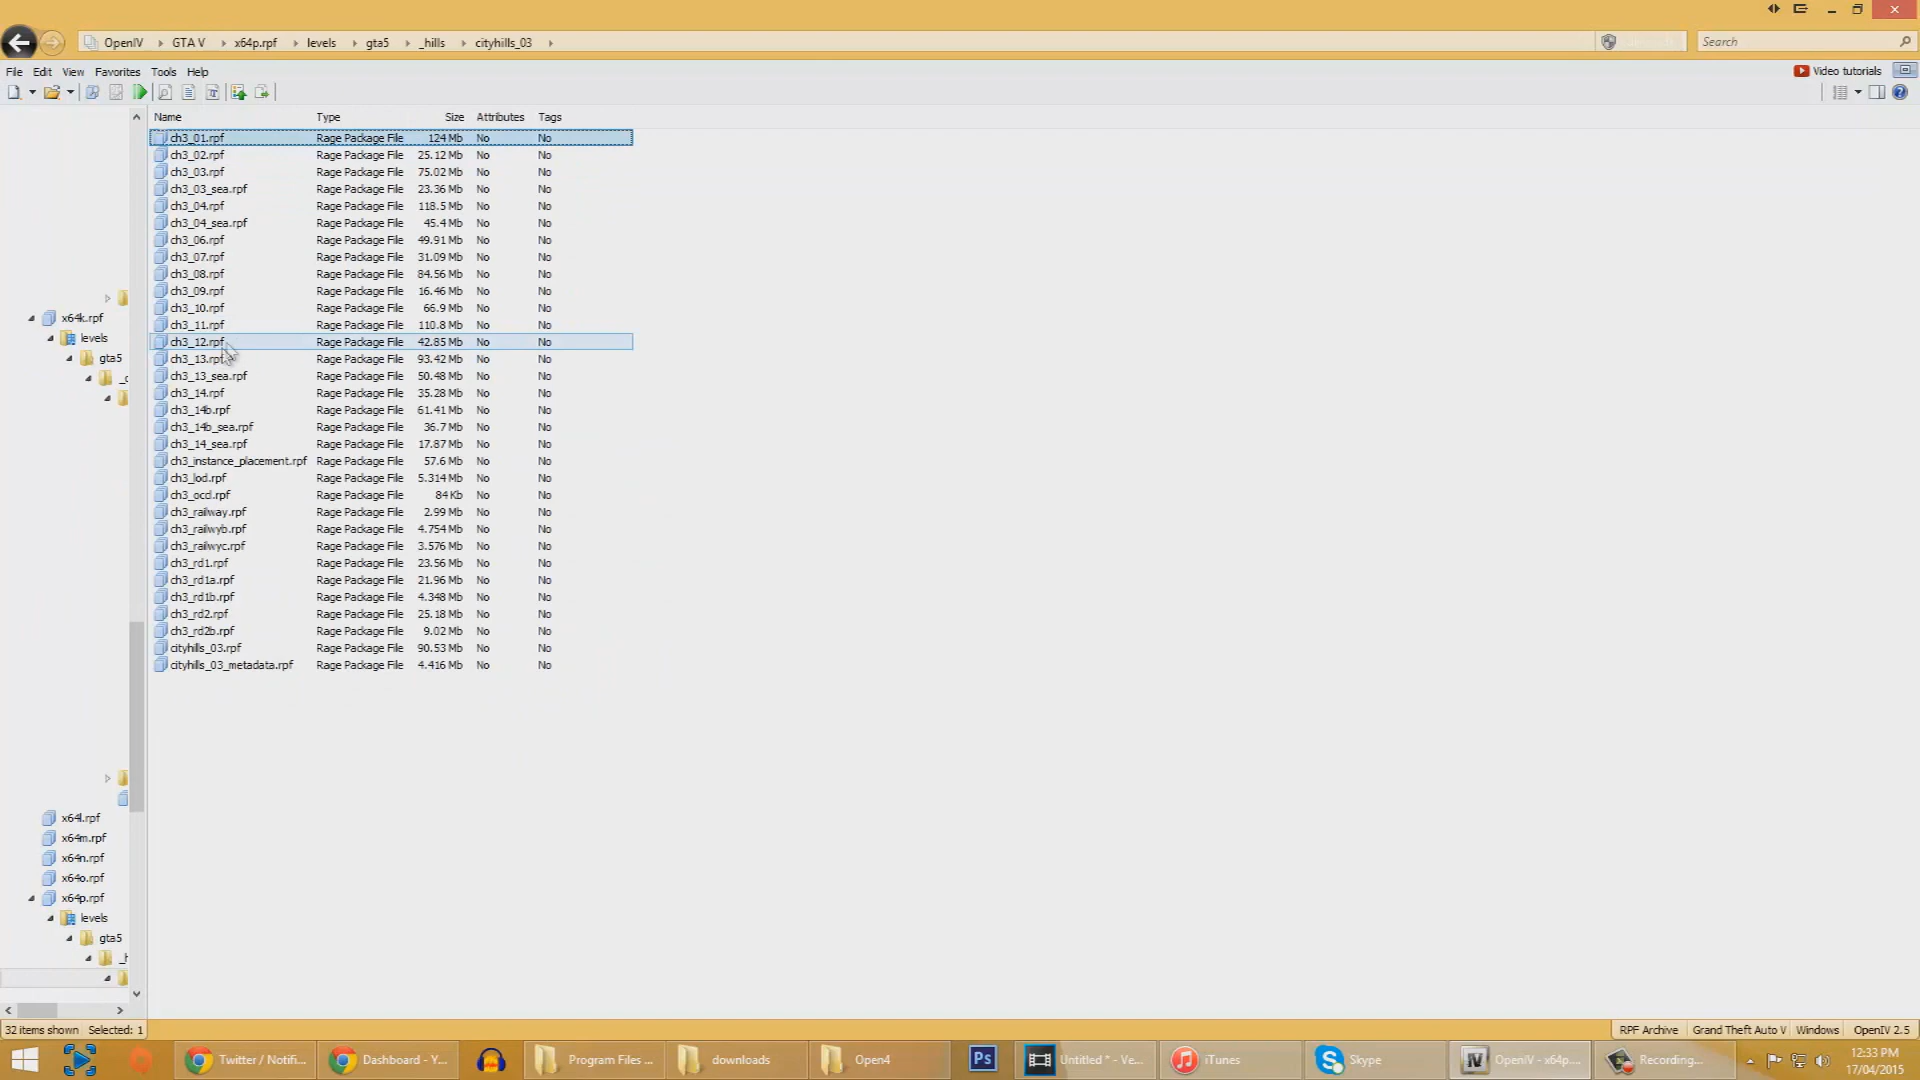 OpenIV GTA V x64p.rpf levels gta5 _hills cityhills_03 Search
File Edit View Favorites Tools Help Video tutorials
Name Type Size Attributes Tags
ch3_01.rpf Rage Package File 124 Mb No No
ch3_02.rpf Rage Package File 25.12 Mb No No
ch3_03.rpf Rage Package File 75.02 Mb No No
ch3_03_sea.rpf Rage Package File 23.36 Mb No No
ch3_04.rpf Rage Package File 118.5 Mb No No
ch3_04_sea.rpf Rage Package File 45.4 Mb No No
ch3_06.rpf Rage Package File 49.91 Mb No No
ch3_07.rpf Rage Package File 31.09 Mb No No
ch3_08.rpf Rage Package File 84.56 Mb No No
ch3_09.rpf Rage Package File 16.46 Mb No No
ch3_10.rpf Rage Package File 66.9 Mb No No
ch3_11.rpf Rage Package File 110.8 Mb No No
ch3_12.rpf Rage Package File 42.85 Mb No No
ch3_13.rpf Rage Package File 93.42 Mb No No
ch3_13_sea.rpf Rage Package File 50.48 Mb No No
ch3_14.rpf Rage Package File 35.28 Mb No No
ch3_14b.rpf Rage Package File 61.41 Mb No No
ch3_14b_sea.rpf Rage Package File 36.7 Mb No No
ch3_14_sea.rpf Rage Package File 17.87 Mb No No
ch3_instance_placement.rpf Rage Package File 57.6 Mb No No
ch3_lod.rpf Rage Package File 5.314 Mb No No
ch3_occl.rpf Rage Package File 84 Kb No No
ch3_railway.rpf Rage Package File 2.99 Mb No No
ch3_railwyb.rpf Rage Package File 4.754 Mb No No
ch3_railwyc.rpf Rage Package File 3.576 Mb No No
ch3_rd1.rpf Rage Package File 23.56 Mb No No
ch3_rd1a.rpf Rage Package File 21.96 Mb No No
ch3_rd1b.rpf Rage Package File 4.348 Mb No No
ch3_rd2.rpf Rage Package File 25.18 Mb No No
ch3_rd2b.rpf Rage Package File 9.02 Mb No No
cityhills_03.rpf Rage Package File 90.53 Mb No No
cityhills_03_metadata.rpf Rage Package File 4.416 Mb No No
x64k.rpf
levels
gta5
x64l.rpf
x64m.rpf
x64n.rpf
x64o.rpf
x64p.rpf
levels
gta5
32 items shown Selected: 1 RPF Archive Grand Theft Auto V Windows OpenIV 2.5
Twitter / Notifi... Dashboard - Y... Program Files ... downloads Open4 Ps Untitled * - Ve... iTunes Skype OpenIV - x64p.... Recording... 12:33 PM
17/04/2015